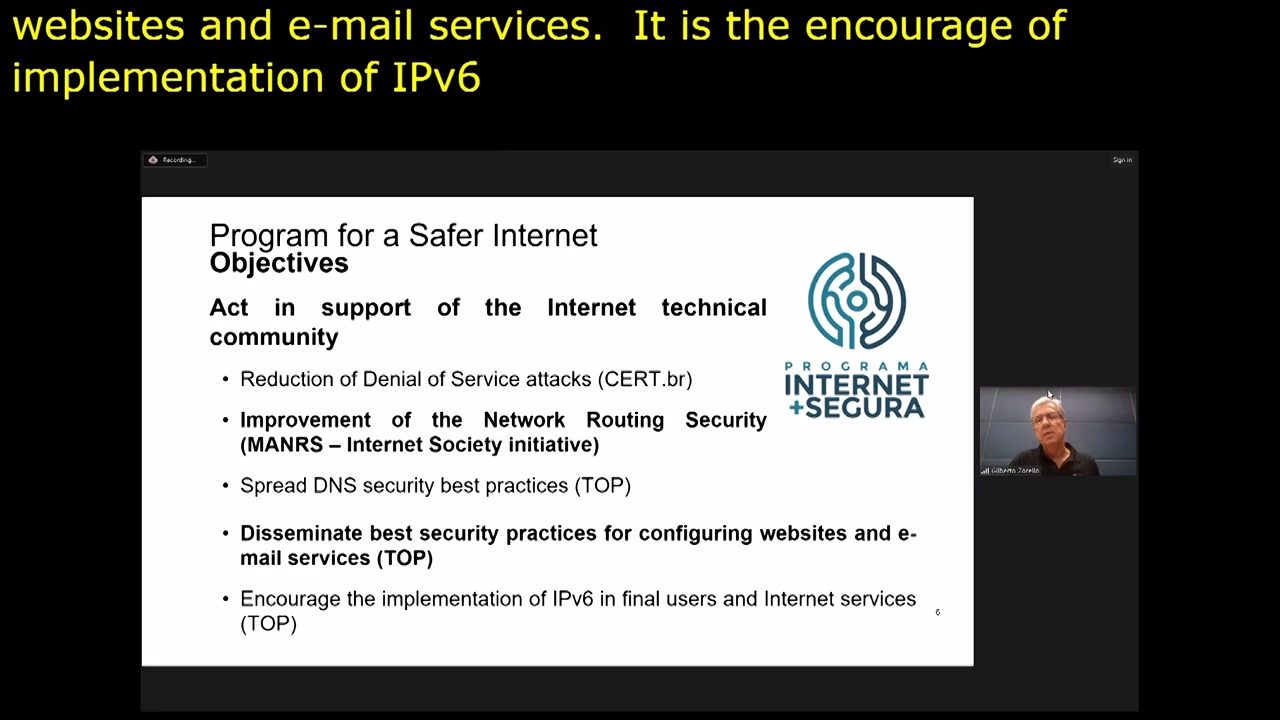 websites and e-mail services.  It is the encourage of
implementation of IPv6
Recording...
Sign in
Program for a Safer Internet
Objectives
Act in support of the Internet technical
community
• Reduction of Denial of Service attacks (CERT.br)
• Improvement of the Network Routing Security
(MANRS – Internet Society initiative)
• Spread DNS security best practices (TOP)
• Disseminate best security practices for configuring websites and e-
mail services (TOP)
• Encourage the implementation of IPv6 in final users and Internet services
(TOP)
6
PROGRAMA
INTERNET
+SEGURA
Gilberto Zorello